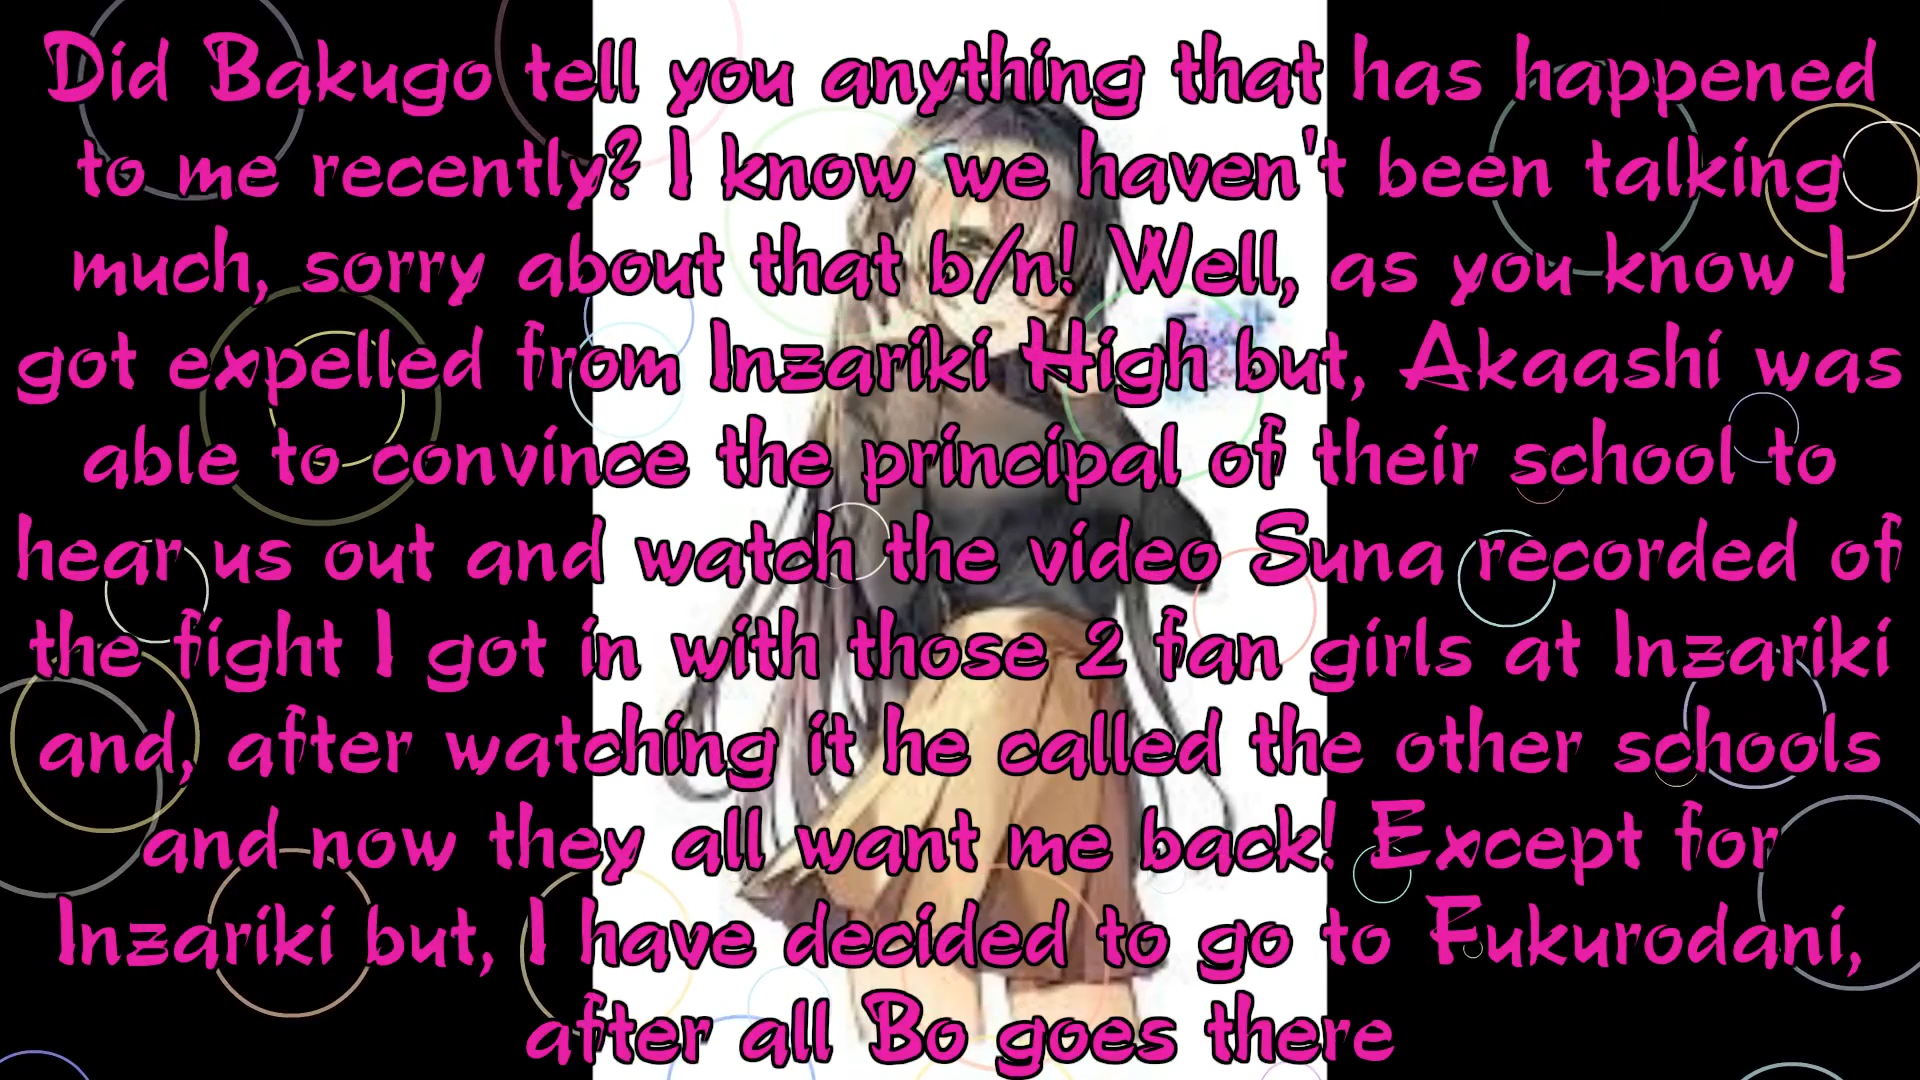 Did Bakugo tell you anything that has happened
to me recently? I know we haven't been talking
much, sorry about that b/n! Well, as you know I
got expelled from Inzariki High but, Akaashi was
able to convince the principal of their school to
hear us out and watch the video Suna recorded of
the fight I got in with those 2 fan girls at Inzariki
and, after watching it he called the other schools
and now they all want me back! Except for
Inzariki but, I have decided to go to Fukurodani,
after all Bo goes there